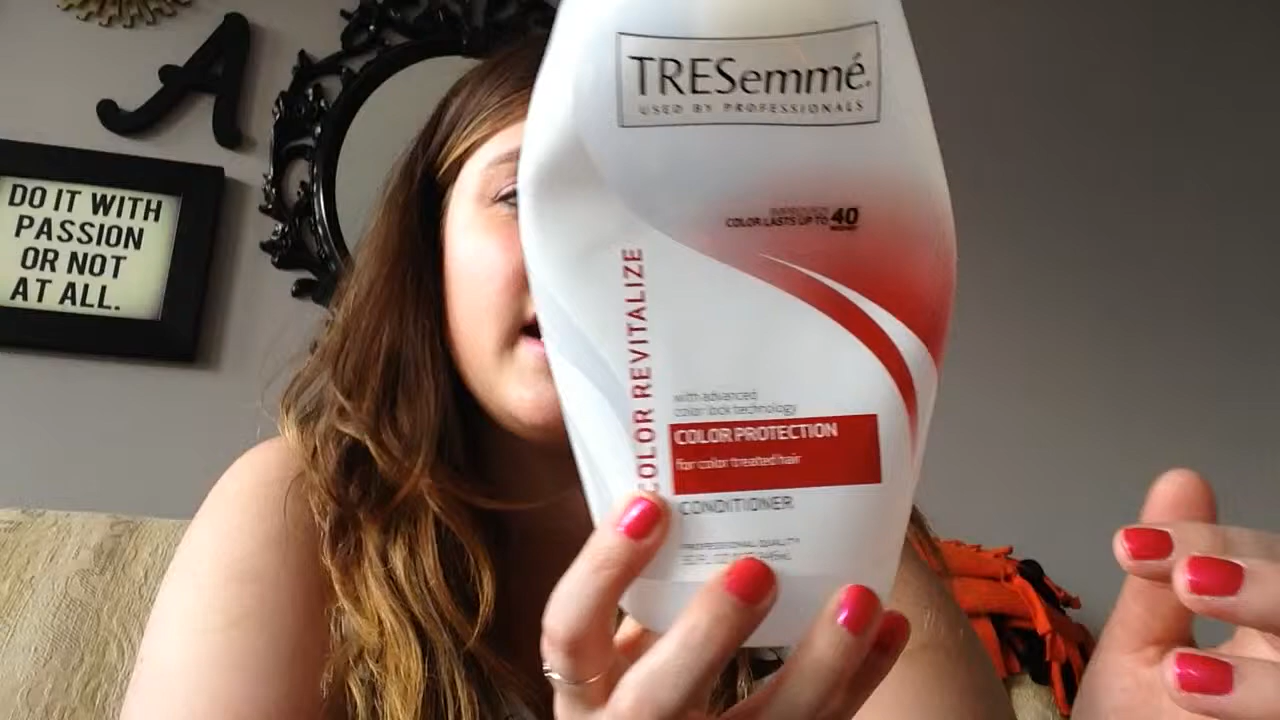 A
DO IT WITH
PASSION
OR NOT
AT ALL.
TRESemmé.
USED BY PROFESSIONALS
COLOR LASTS UP TO 40
COLOR REVITALIZE
with advanced
color lock technology
COLOR PROTECTION
for color treated hair
CONDITIONER
PROFESSIONAL QUALITY